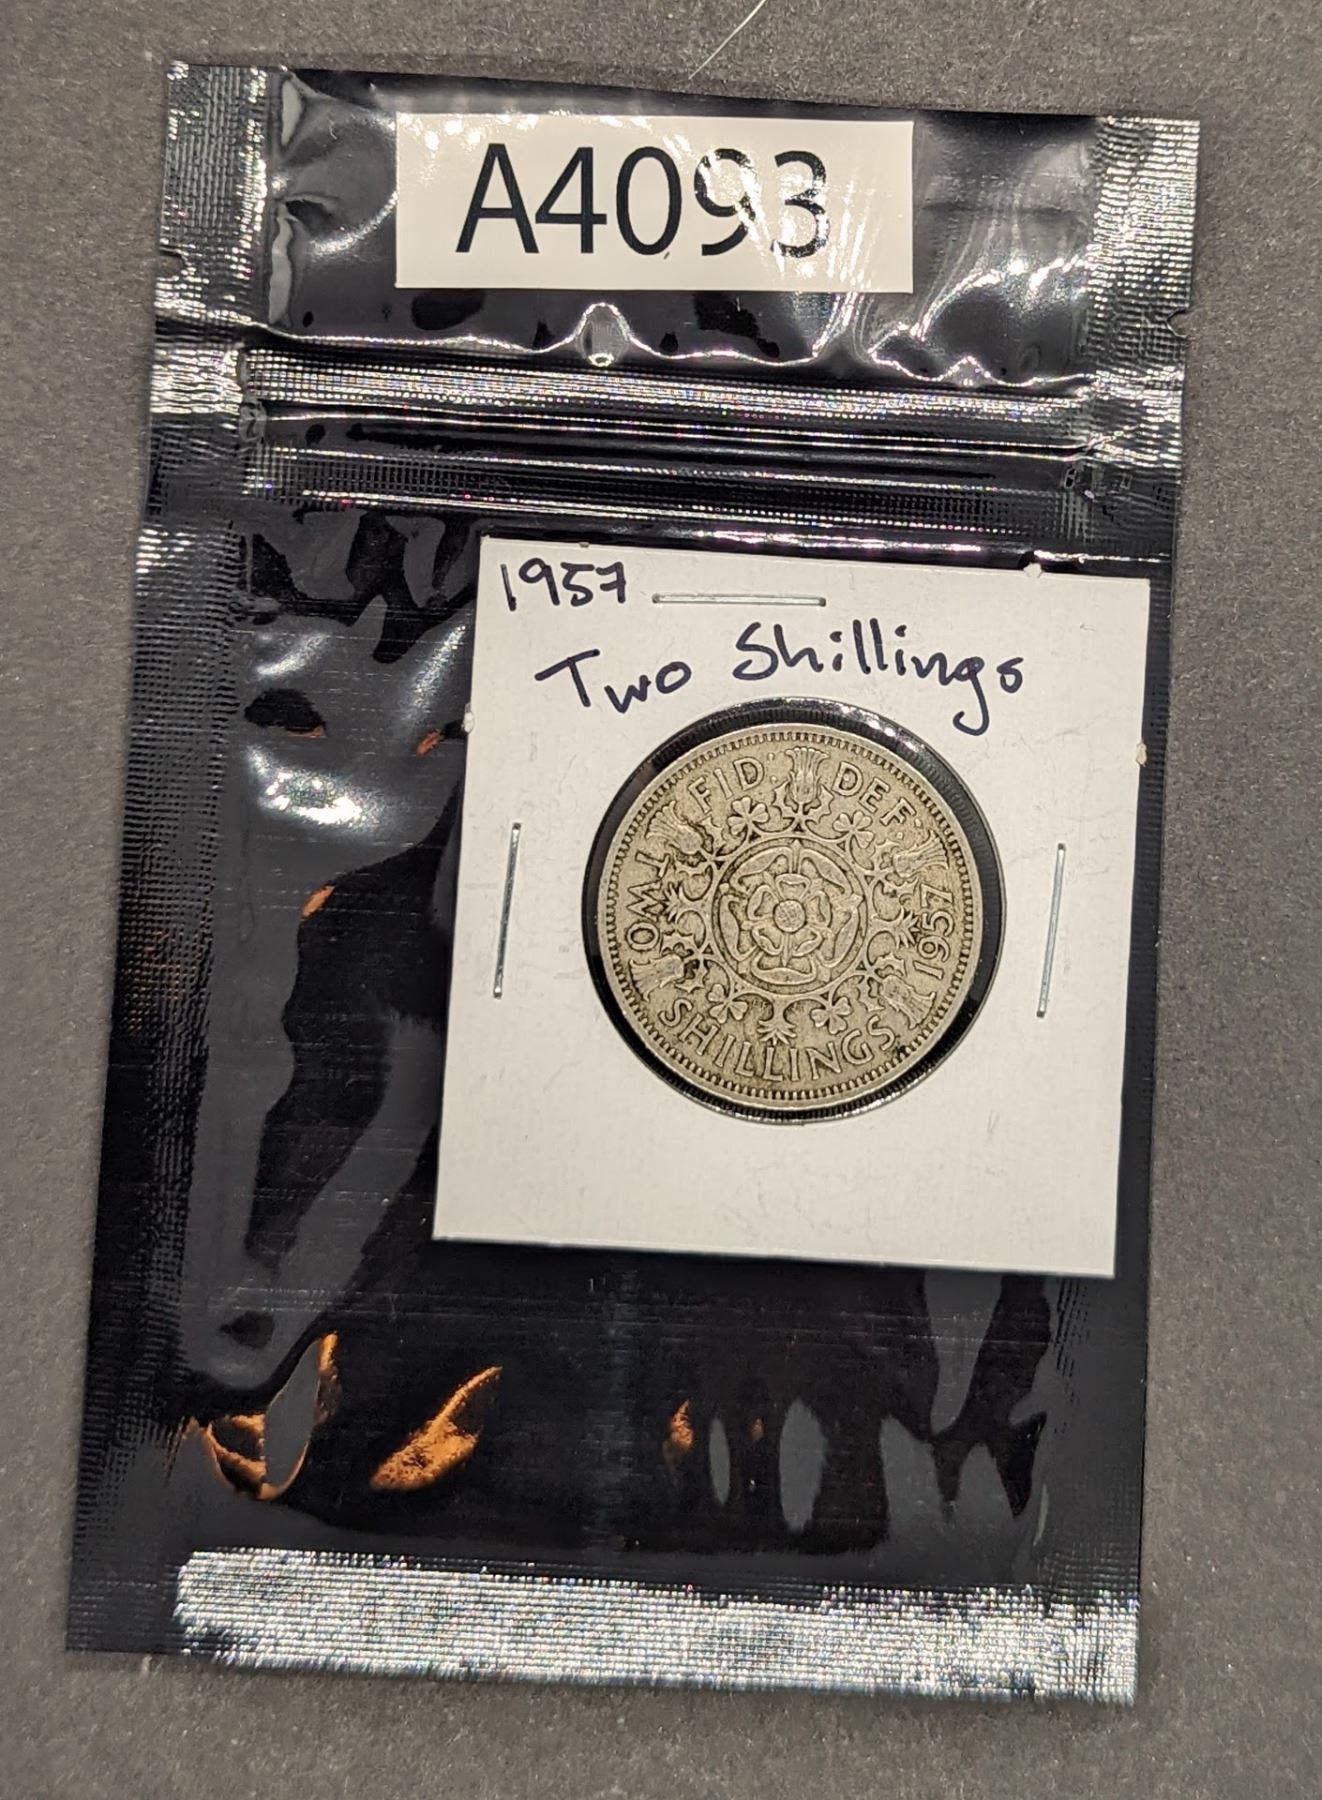 A4093
1957
Two Shillings
FID · DEF · 1957
TWO SHILLINGS